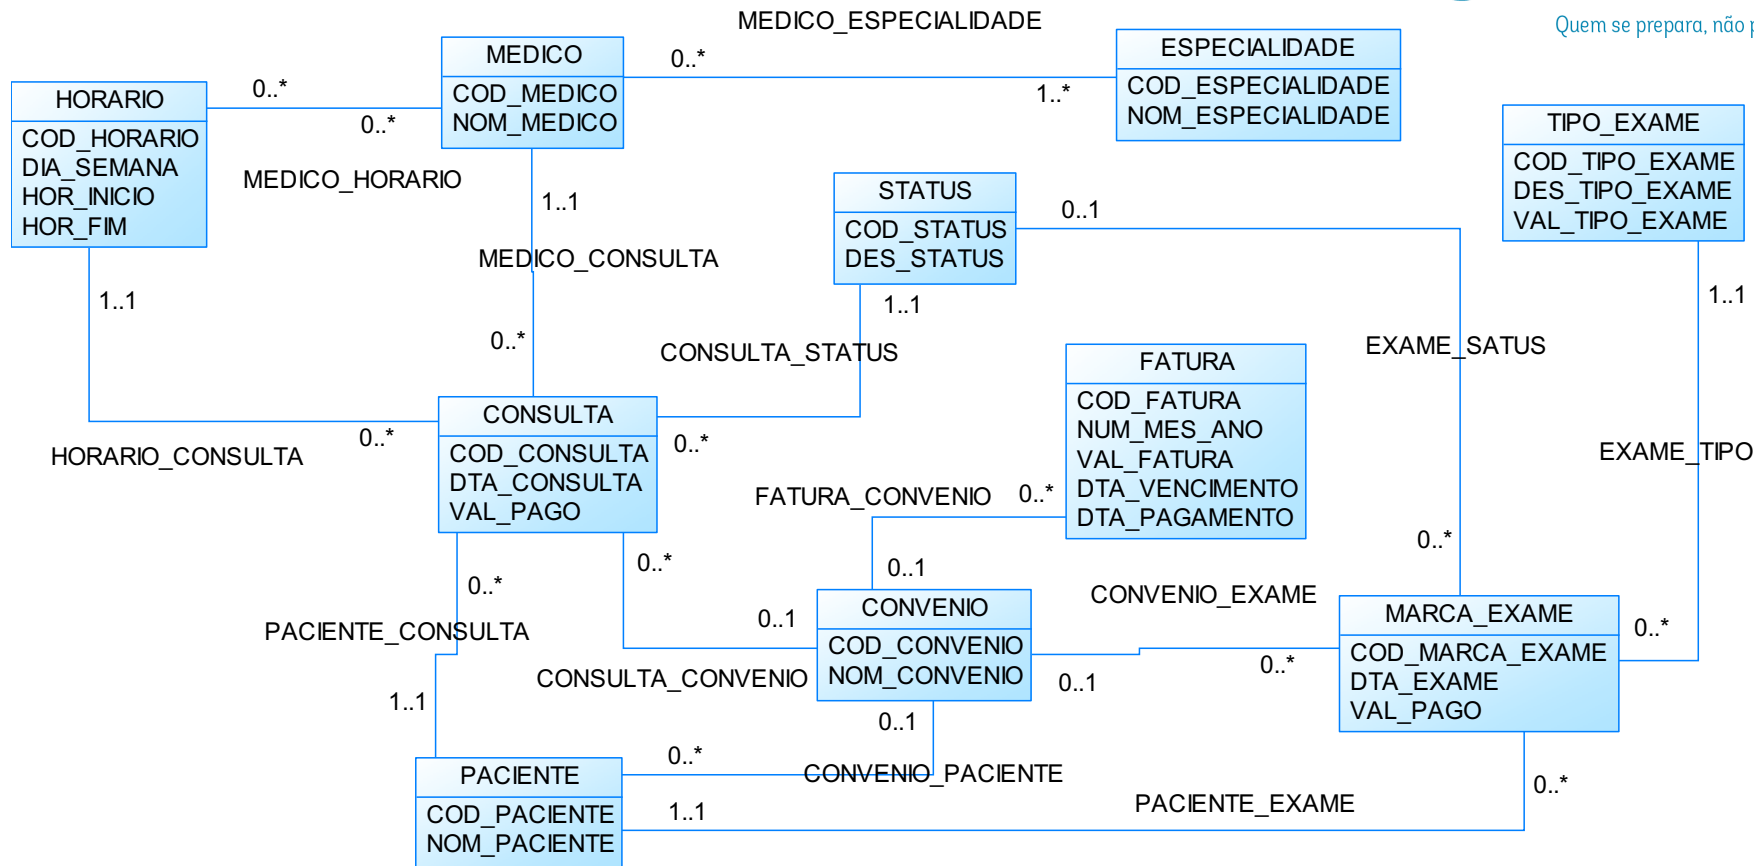 Quem se prepara, não p
MEDICO_ESPECIALIDADE
HORARIO
COD_HORARIO
DIA_SEMANA
HOR_INICIO
HOR_FIM
0..*
0..*
MEDICO_HORARIO
MEDICO
COD_MEDICO
NOM_MEDICO
0..*
1..*
ESPECIALIDADE
COD_ESPECIALIDADE
NOM_ESPECIALIDADE
TIPO_EXAME
COD_TIPO_EXAME
DES_TIPO_EXAME
VAL_TIPO_EXAME
STATUS
COD_STATUS
DES_STATUS
0..1
1..1
MEDICO_CONSULTA
0..*
1..1
1..1
CONSULTA_STATUS
1..1
EXAME_SATUS
EXAME_TIPO
FATURA
COD_FATURA
NUM_MES_ANO
VAL_FATURA
DTA_VENCIMENTO
DTA_PAGAMENTO
HORARIO_CONSULTA
0..*
CONSULTA
COD_CONSULTA
DTA_CONSULTA
VAL_PAGO
0..*
FATURA_CONVENIO
0..*
0..*
0..*
0..*
0..1
PACIENTE_CONSULTA
0..1
CONVENIO
COD_CONVENIO
NOM_CONVENIO
CONVENIO_EXAME
0..1
0..*
MARCA_EXAME
COD_MARCA_EXAME
DTA_EXAME
VAL_PAGO
0..*
CONSULTA_CONVENIO
1..1
0..1
0..*
CONVENIO_PACIENTE
PACIENTE
COD_PACIENTE
NOM_PACIENTE
1..1
PACIENTE_EXAME
0..*